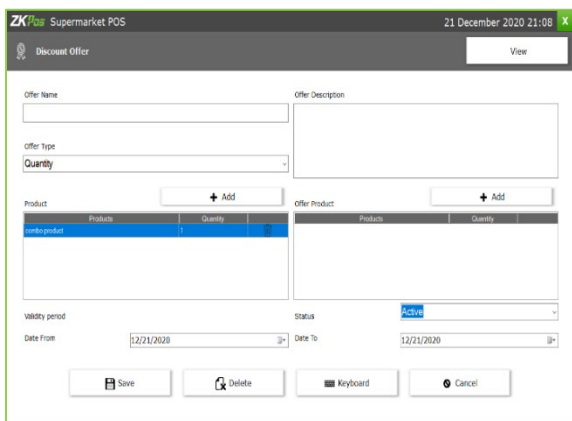 ZKPos Supermarket POS 21 December 2020 21:08 X
Discount Offer View
Offer Name Offer Description
Offer Type
Quantity
Product + Add Offer Product + Add
Products Quantity Products Quantity
combo product 1
Validity period Status Active
Date From 12/21/2020 Date To 12/21/2020
Save Delete Keyboard Cancel